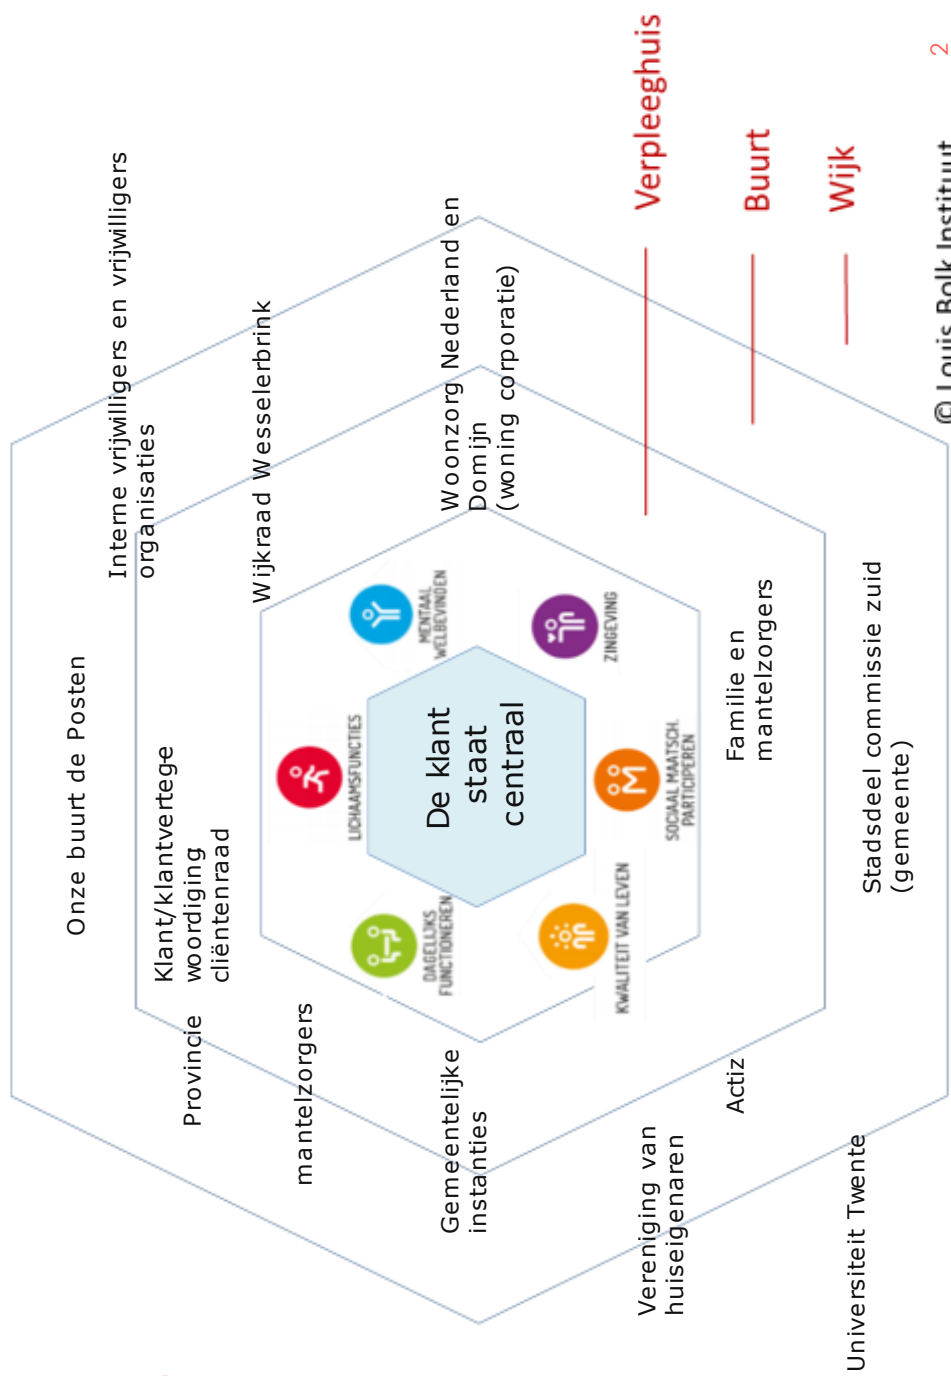 Interne vrijwilligers en vrijwilligers
organisaties
Onze buurt de Posten
Wijkraad Wesselerbrink
Klant/klantvertege-
woordiging,
cliëntenraad
Provincie
mantelzorgers
Woonzorg Nederland en
Domijn
(woning corporatie)
LICHAAMSFUNCTIES
MENTAAL
WELBEVINDEN
DAGELIJKS
FUNCTIONEREN
De klant
staat
centraal
Gemeentelijke
instanties
ZINGEVING
KWALITEIT VAN LEVEN
SOCIAAL MAATSCH.
PARTICIPEREN
Verpleeghuis
Familie en
mantelzorgers
Buurt
Actiz
Vereniging van
huiseigenaren
Wijk
Stadsdeel commissie zuid
(gemeente)
Universiteit Twente
© Louis Bolk Instituut
2